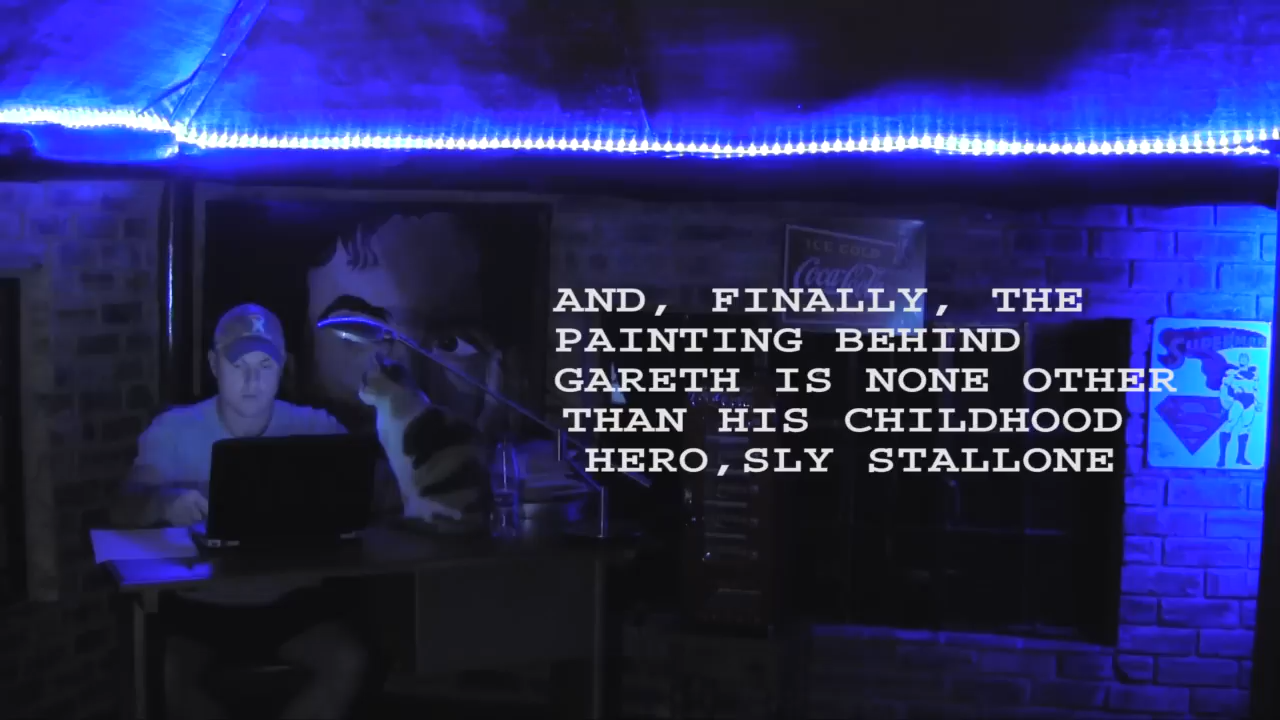 ICE COLD
Coca-Cola
AND, FINALLY, THE
PAINTING BEHIND
GARETH IS NONE OTHER
THAN HIS CHILDHOOD
HERO,SLY STALLONE
SUPERMAN